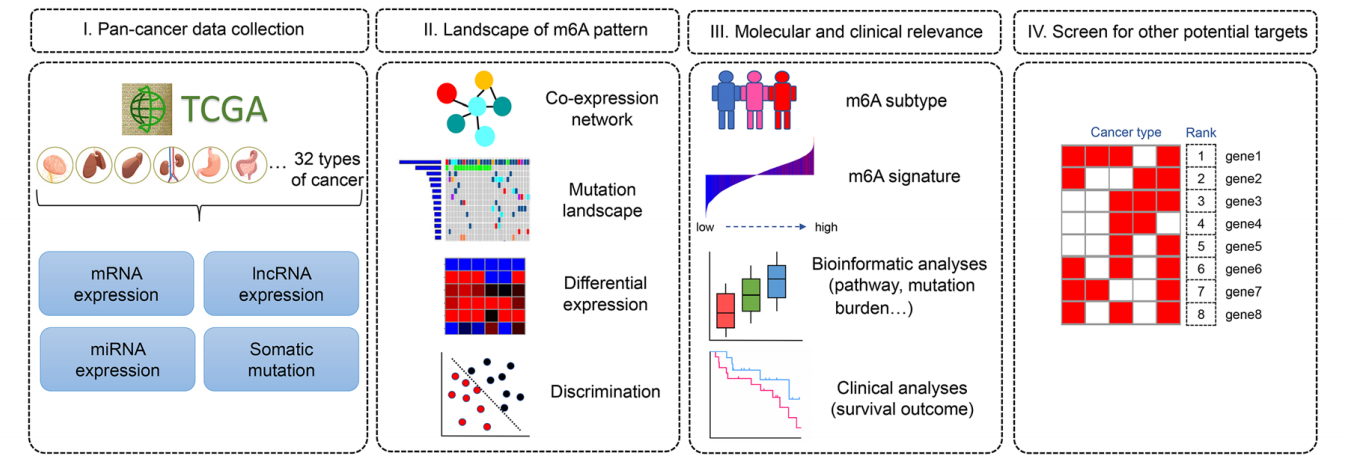 I. Pan-cancer data collection
TCGA
... 32 types
of cancer
mRNA
expression
lncRNA
expression
miRNA
expression
Somatic
mutation
II. Landscape of m6A pattern
Co-expression
network
Mutation
landscape
Differential
expression
Discrimination
III. Molecular and clinical relevance
m6A subtype
m6A signature
low
high
Bioinformatic analyses
(pathway, mutation
burden…)
Clinical analyses
(survival outcome)
IV. Screen for other potential targets
Cancer type
Rank
1 gene1
2 gene2
3 gene3
4 gene4
5 gene5
6 gene6
7 gene7
8 gene8